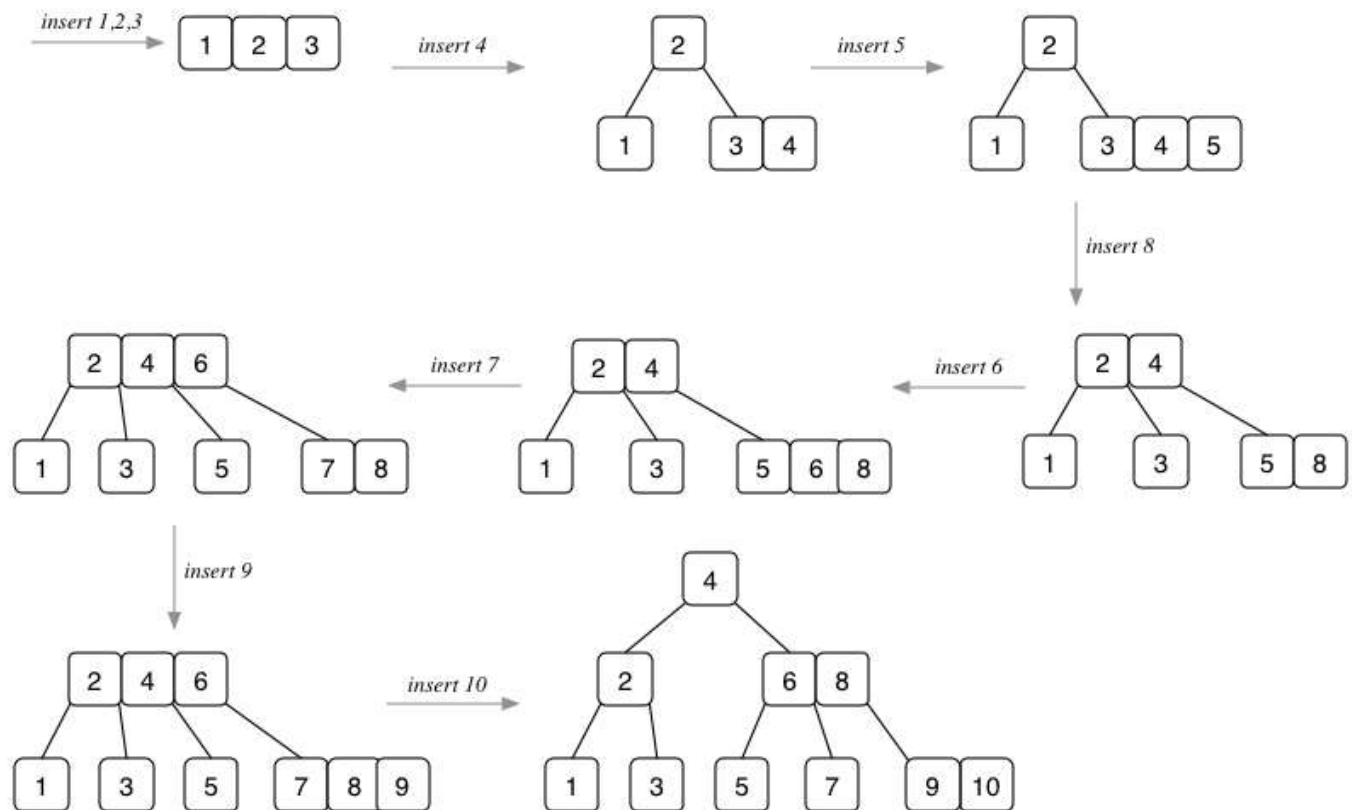 insert 1,2,3
1 2 3
insert 4
2
1 3 4
insert 5
2
1 3 4 5
insert 8
2 4
1 3 5 8
insert 6
2 4
1 3 5 6 8
insert 7
2 4 6
1 3 5 7 8
insert 9
2 4 6
1 3 5 7 8 9
insert 10
4
2 6 8
1 3 5 7 9 10